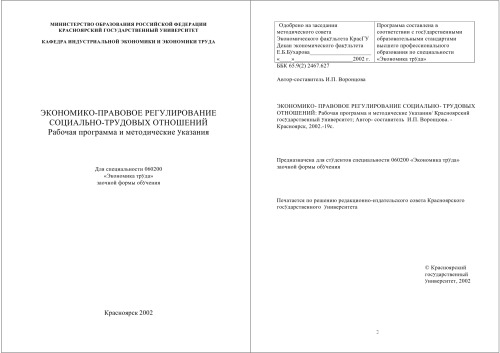 МИНИСТЕРСТВО ОБРАЗОВАНИЯ РОССИЙСКОЙ ФЕДЕРАЦИИ
КРАСНОЯРСКИЙ ГОСУДАРСТВЕННЫЙ УНИВЕРСИТЕТ
КАФЕДРА ИНДУСТРИАЛЬНОЙ ЭКОНОМИКИ И ЭКОНОМИКИ ТРУДА
ЭКОНОМИКО-ПРАВОВОЕ РЕГУЛИРОВАНИЕ
СОЦИАЛЬНО-ТРУДОВЫХ ОТНОШЕНИЙ
Рабочая программа и методические указания
Для специальности 060200
«Экономика труда»
заочной формы обучения
Красноярск 2002
Одобрено на заседании
методического совета
Экономического факультета КрасГУ
Декан экономического факультета
Е.Б.Бухарова_______________
«___»_______________2002 г.
Программа составлена в
соответствии с государственными
образовательными стандартами
высшего профессионального
образования по специальности
«Экономика труда»
ББК 65.9(2) 2467.627
Автор-составитель И.П. Воронцова
ЭКОНОМИКО- ПРАВОВОЕ РЕГУЛИРОВАНИЕ СОЦИАЛЬНО- ТРУДОВЫХ
ОТНОШЕНИЙ: Рабочая программа и методические указания/ Красноярский
государственный университет; Автор- составитель И.П. Воронцова. -
Красноярск, 2002.-19с.
Предназначена для студентов специальности 060200 «Экономика труда»
заочной формы обучения
Печатается по решению редакционно-издательского совета Красноярского
государственного Университета
© Красноярский
государственный
университет, 2002
2